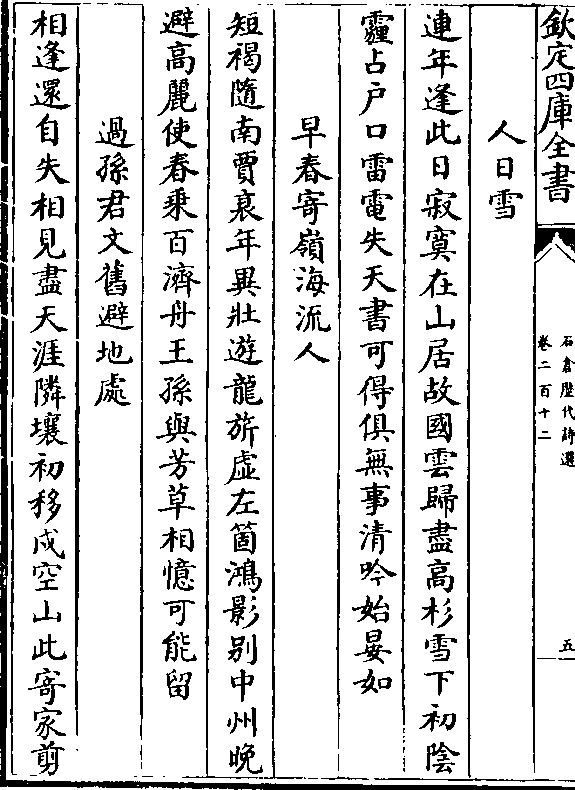 欽定四庫全書
石倉歷代詩選
卷二百十二
五
人日雪
連年逢此日寂寞在山居故國雲歸盡高杉雪下初陰
霾占戶口雷電失天書可得俱無事清吟始晏如
早春寄嶺海流人
短褐隨南賈衰年異壯遊龍旂虛左箇鴻影别中州晚
避高麗使春乘百濟舟王孫與芳草相憶可能留
過孫君文舊避地處
相逢還自失相見盡天涯隣壤初移戍空山此寄家剪